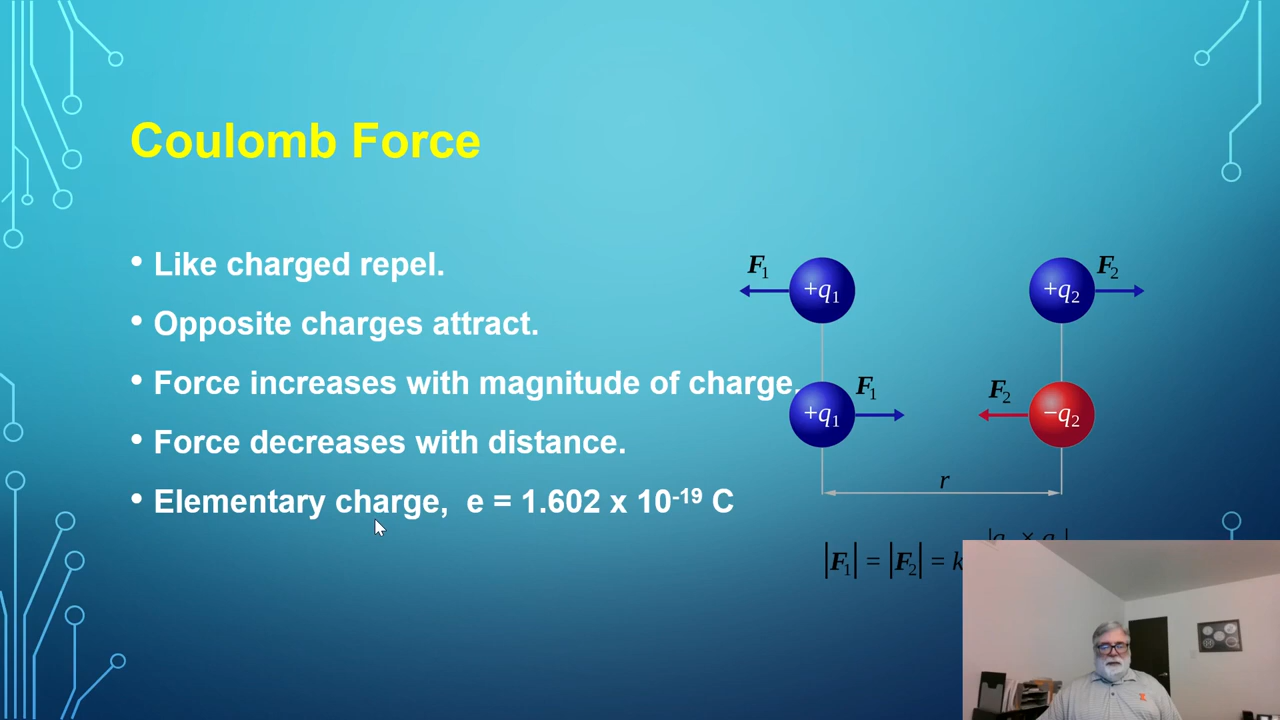 Coulomb Force
• Like charged repel.
• Opposite charges attract.
• Force increases with magnitude of charge.
• Force decreases with distance.
• Elementary charge,  e = 1.602 x 10⁻¹⁹ C
F₁ +q₁ +q₂ F₂
+q₁ F₁ F₂ −q₂
r
|F₁| = |F₂| = k |q × q|